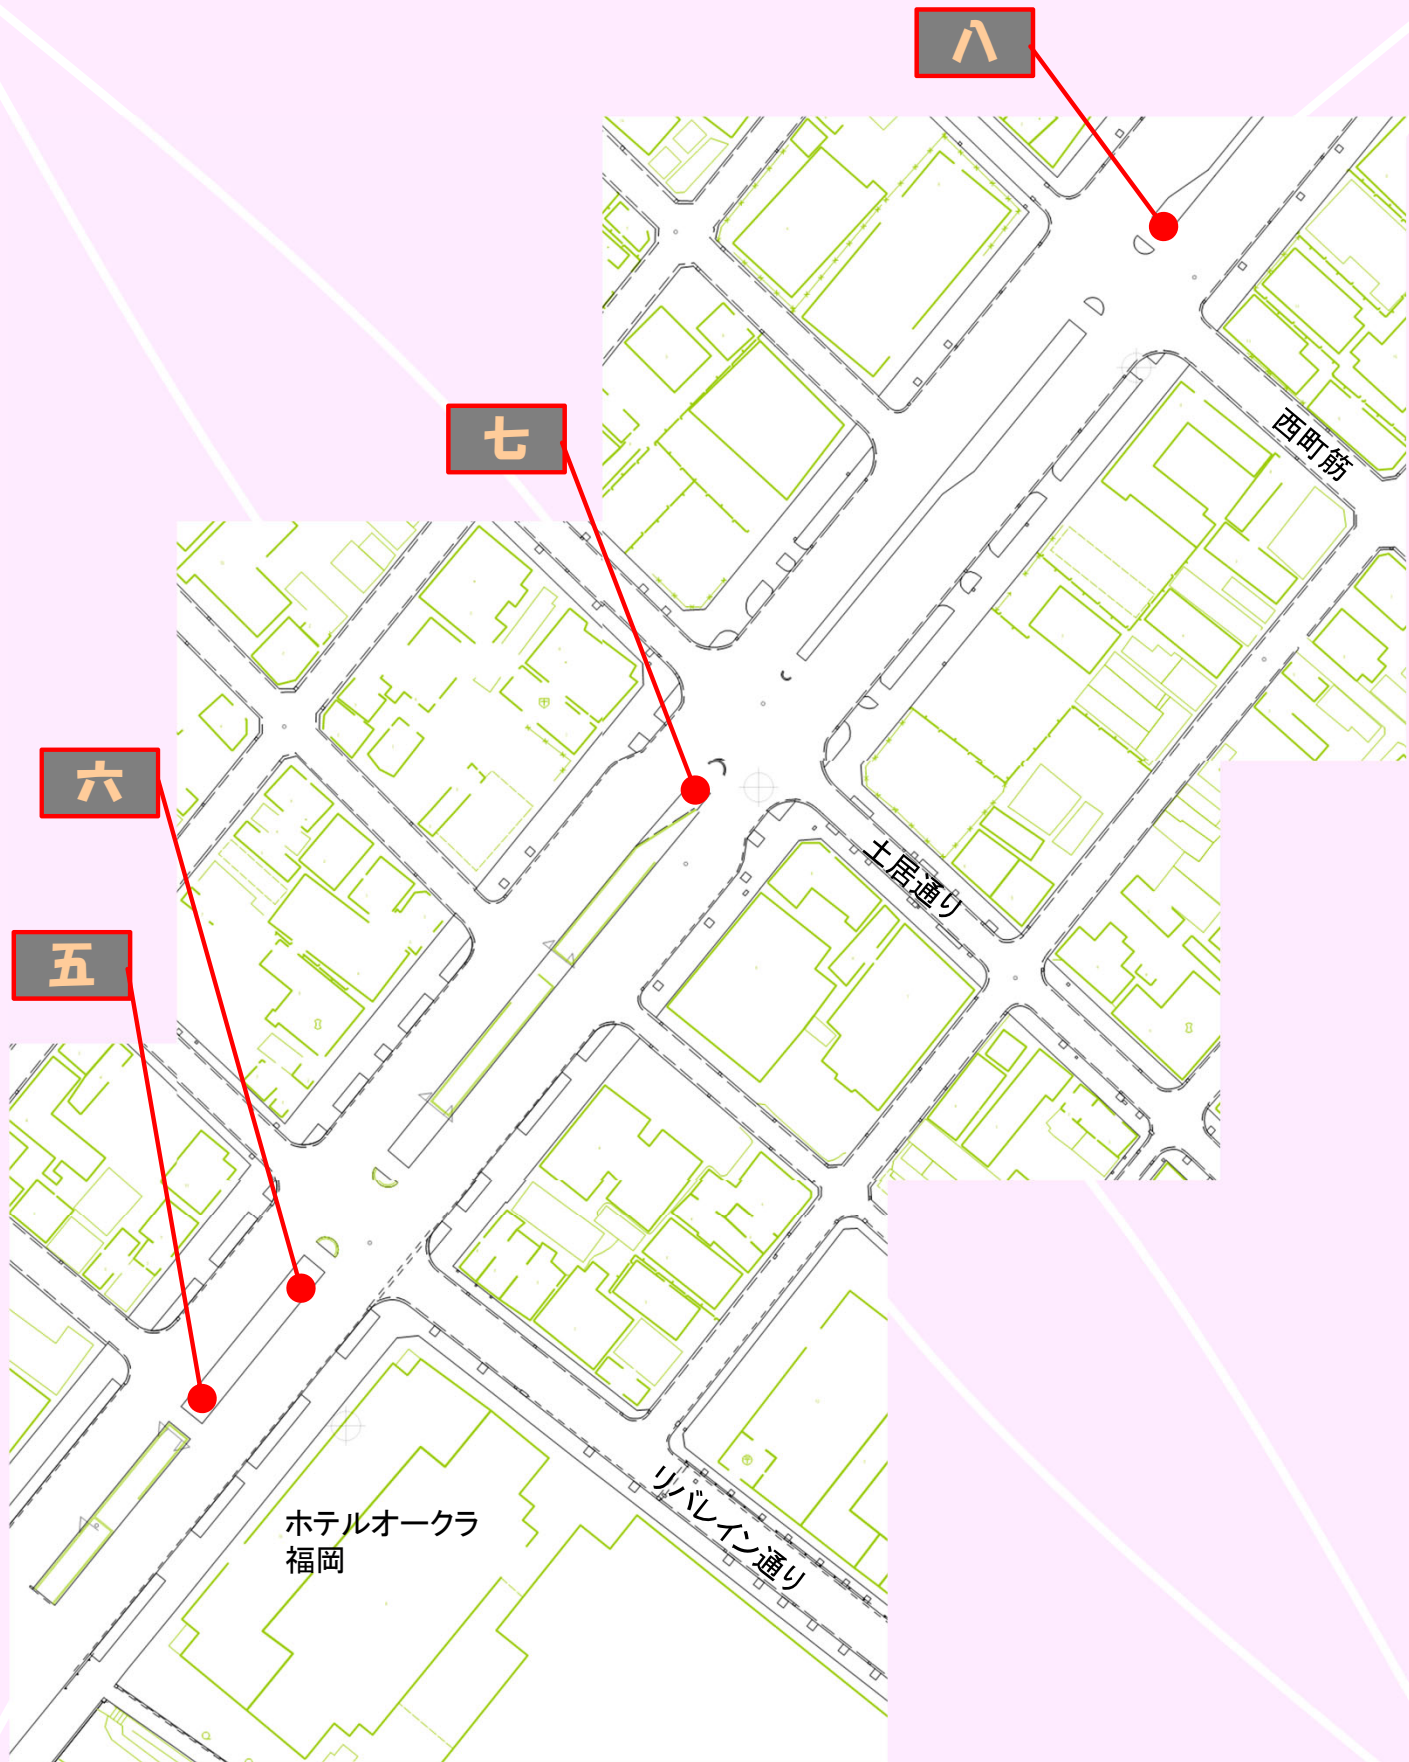 八
七
西町筋
六
土居通り
五
ホテルオークラ
福岡
リバレイン通り